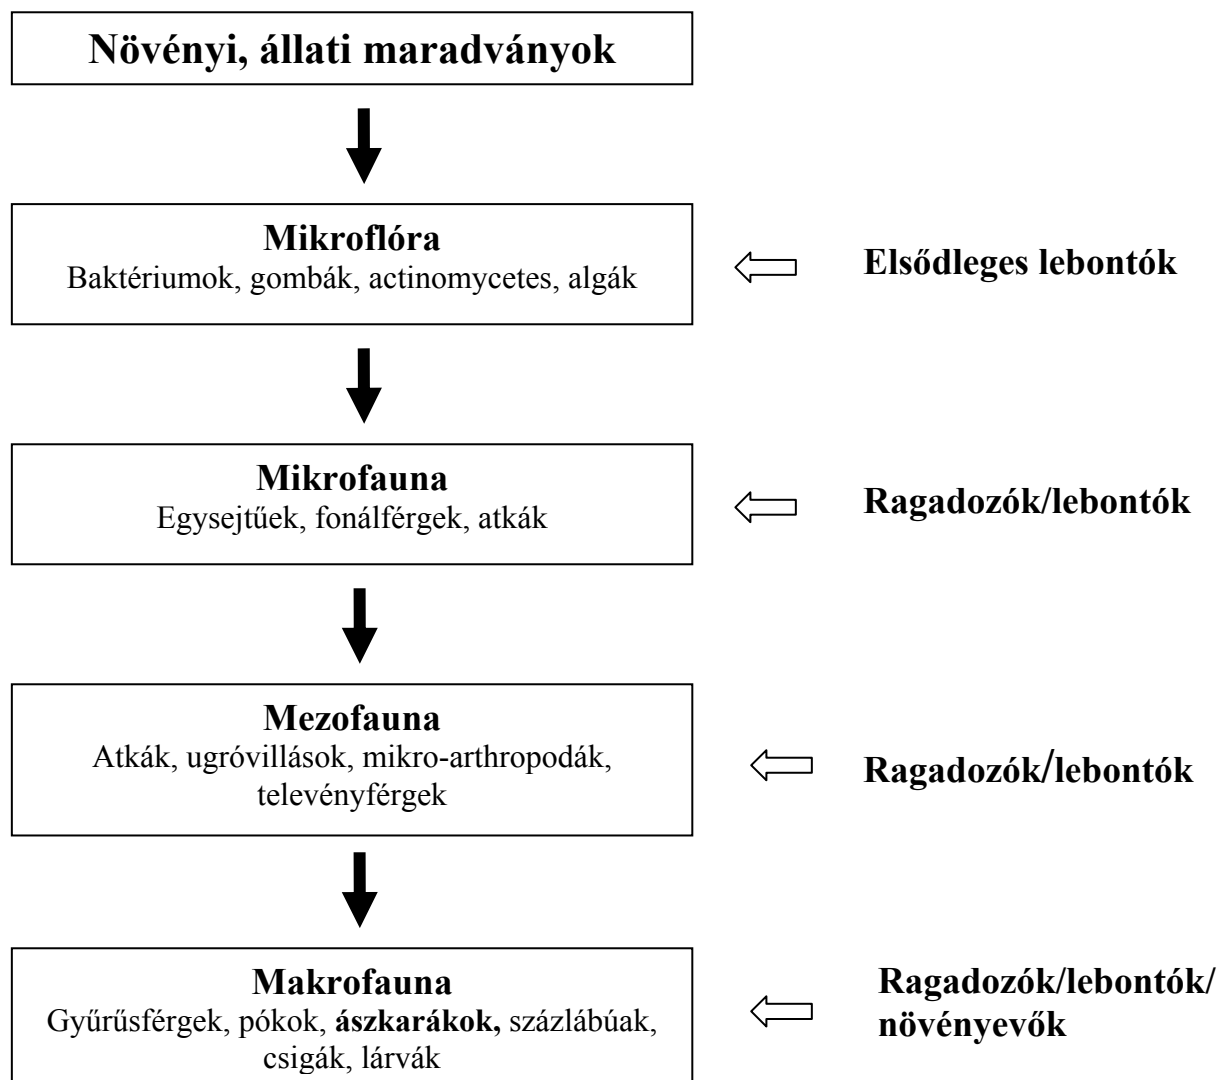 Növényi, állati maradványok
Mikroflóra
Baktériumok, gombák, actinomycetes, algák
Elsődleges lebontók
Mikrofauna
Egysejtűek, fonálférgek, atkák
Ragadozók/lebontók
Mezofauna
Atkák, ugróvillások, mikro-arthropodák,
televényférgek
Ragadozók/lebontók
Makrofauna
Gyűrűsférgek, pókok, ászkarákok, százlábúak,
csigák, lárvák
Ragadozók/lebontók/
növényevők